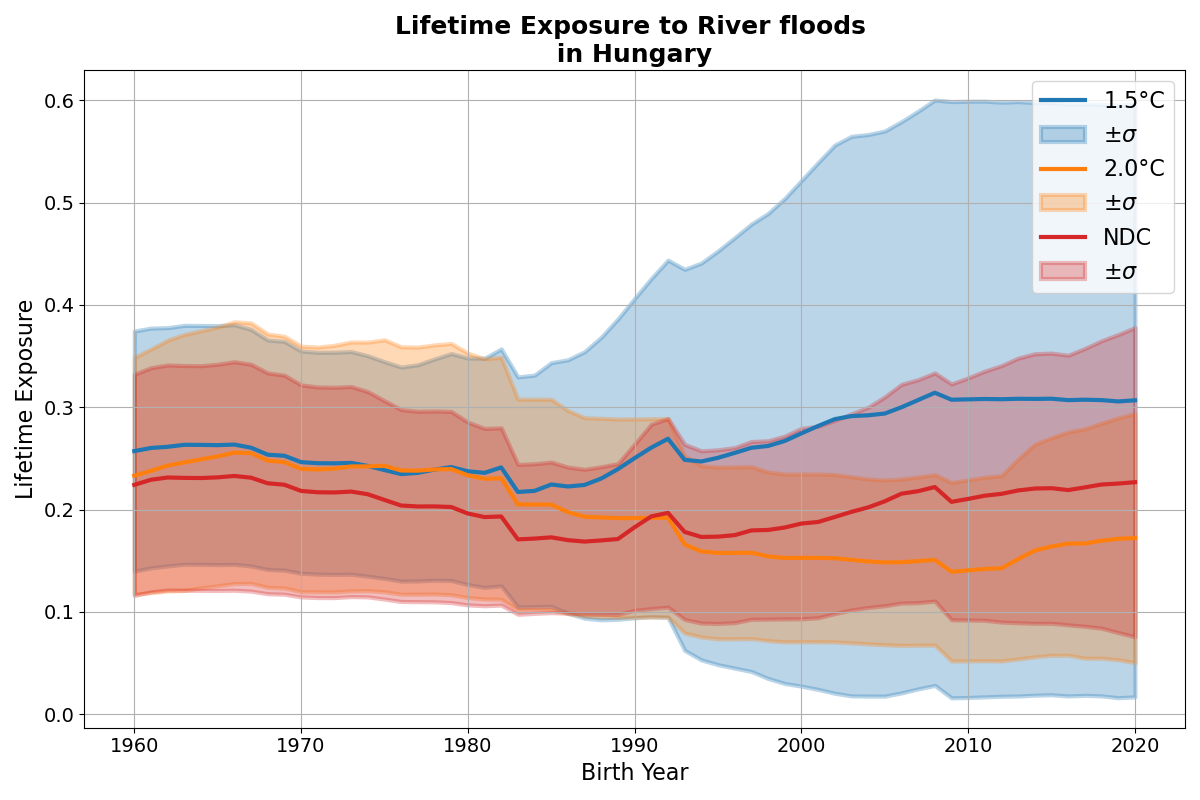 Lifetime Exposure to River floods
in Hungary
Lifetime Exposure
0.6
0.5
0.4
0.3
0.2
0.1
0.0
1.5°C
±σ
2.0°C
±σ
NDC
±σ
1960
1970
1980
1990
2000
2010
2020
Birth Year